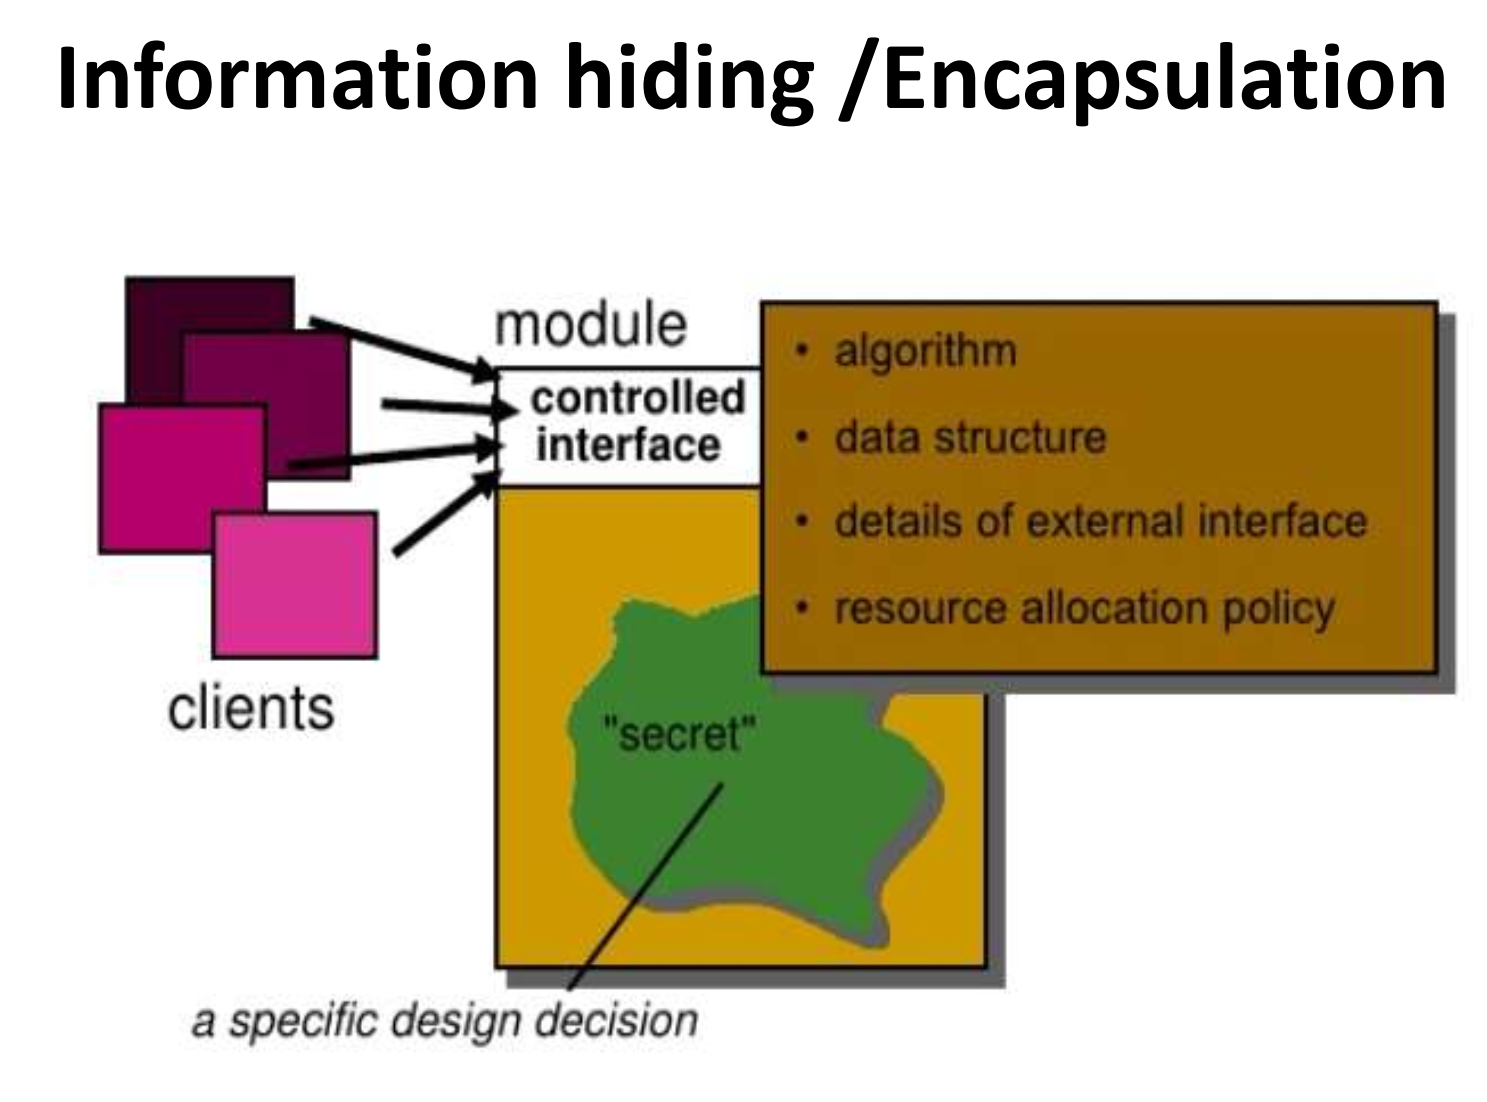 Information hiding /Encapsulation
module
controlled
interface
• algorithm
• data structure
• details of external interface
• resource allocation policy
clients
"secret"
a specific design decision